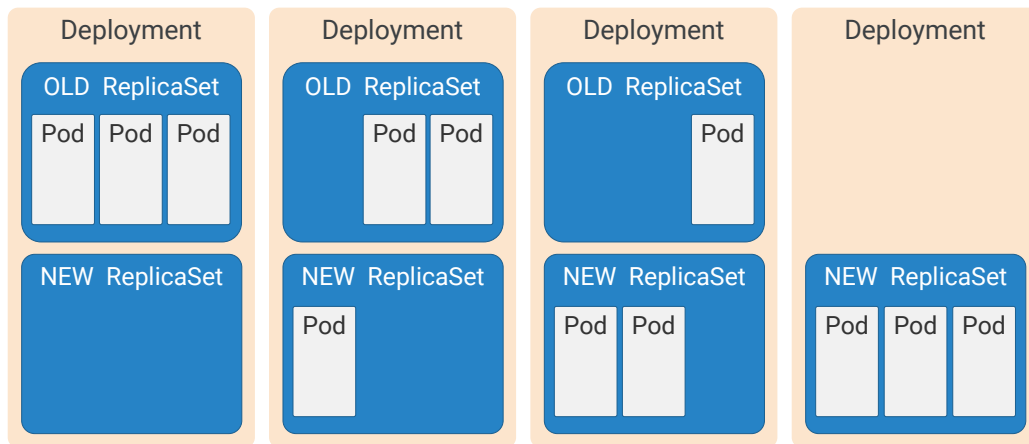 Deployment
OLD ReplicaSet
Pod Pod Pod
NEW ReplicaSet
Deployment
OLD ReplicaSet
Pod Pod
NEW ReplicaSet
Pod
Deployment
OLD ReplicaSet
Pod
NEW ReplicaSet
Pod Pod
Deployment
NEW ReplicaSet
Pod Pod Pod